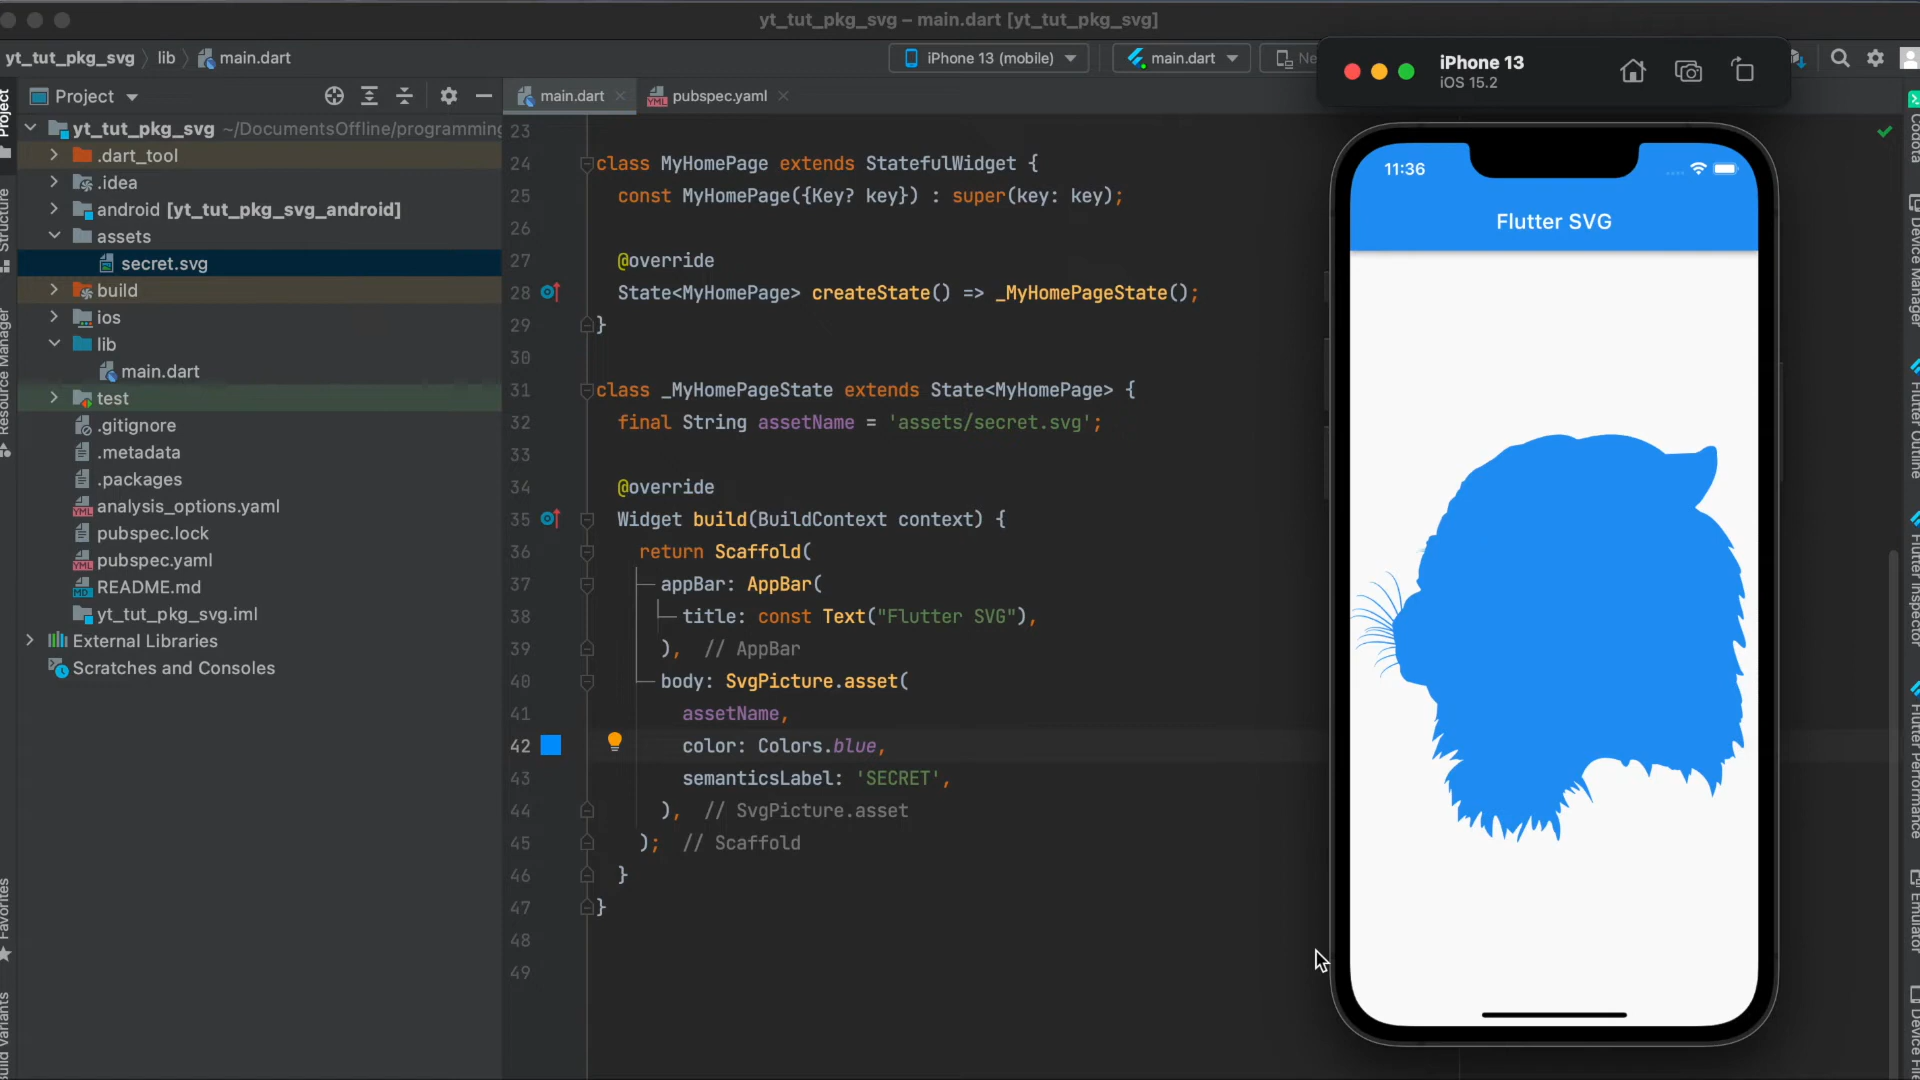 yt_tut_pkg_svg – main.dart [yt_tut_pkg_svg]
yt_tut_pkg_svg lib main.dart
iPhone 13 (mobile)
main.dart
Ne
iPhone 13
iOS 15.2
Project
main.dart
pubspec.yaml
yt_tut_pkg_svg ~/DocumentsOffline/programming
.dart_tool
.idea
android [yt_tut_pkg_svg_android]
assets
secret.svg
build
ios
lib
main.dart
test
.gitignore
.metadata
.packages
analysis_options.yaml
pubspec.lock
pubspec.yaml
README.md
yt_tut_pkg_svg.iml
External Libraries
Scratches and Consoles
Project
Structure
Resource Manager
Favorites
Build Variants
23
24 class MyHomePage extends StatefulWidget {
25 const MyHomePage({Key? key}) : super(key: key);
26
27 @override
28 State<MyHomePage> createState() => _MyHomePageState();
29 }
30
31 class _MyHomePageState extends State<MyHomePage> {
32 final String assetName = 'assets/secret.svg';
33
34 @override
35 Widget build(BuildContext context) {
36 return Scaffold(
37 appBar: AppBar(
38 title: const Text("Flutter SVG"),
39 ), // AppBar
40 body: SvgPicture.asset(
41 assetName,
42 color: Colors.blue,
43 semanticsLabel: 'SECRET',
44 ), // SvgPicture.asset
45 ); // Scaffold
46 }
47 }
48
49
11:36
Flutter SVG
Codota
Device Manager
Flutter Outline
Flutter Inspector
Flutter Performance
Emulator
Device File